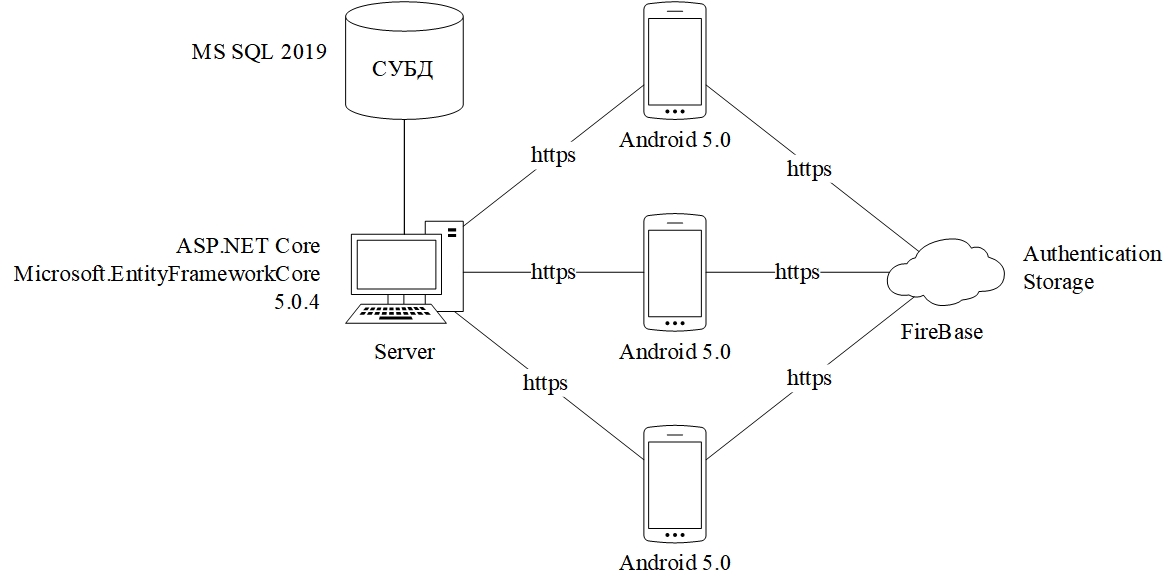 MS SQL 2019
СУБД
Android 5.0
https
https
ASP.NET Core
Microsoft.EntityFrameworkCore
5.0.4
Server
https
Android 5.0
https
Authentication
Storage
FireBase
https
https
Android 5.0